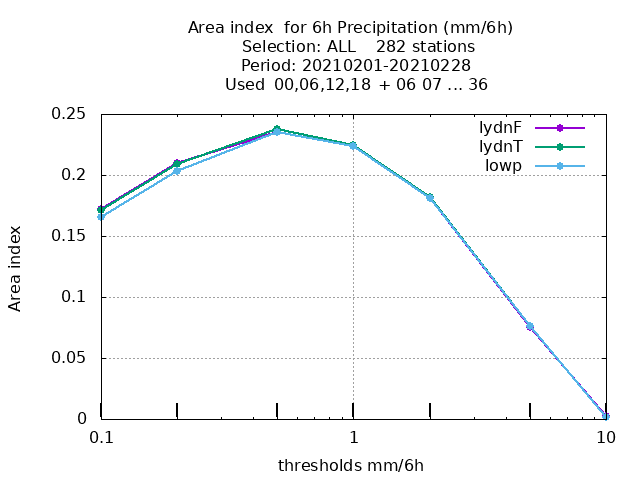 Area index  for 6h Precipitation (mm/6h)
Selection: ALL    282 stations
Period: 20210201-20210228
Used  00,06,12,18  + 06 07 ... 36
lydnF
lydnT
lowp
0.25
0.2
0.15
0.1
0.05
0
Area index
0.1
1
10
thresholds mm/6h